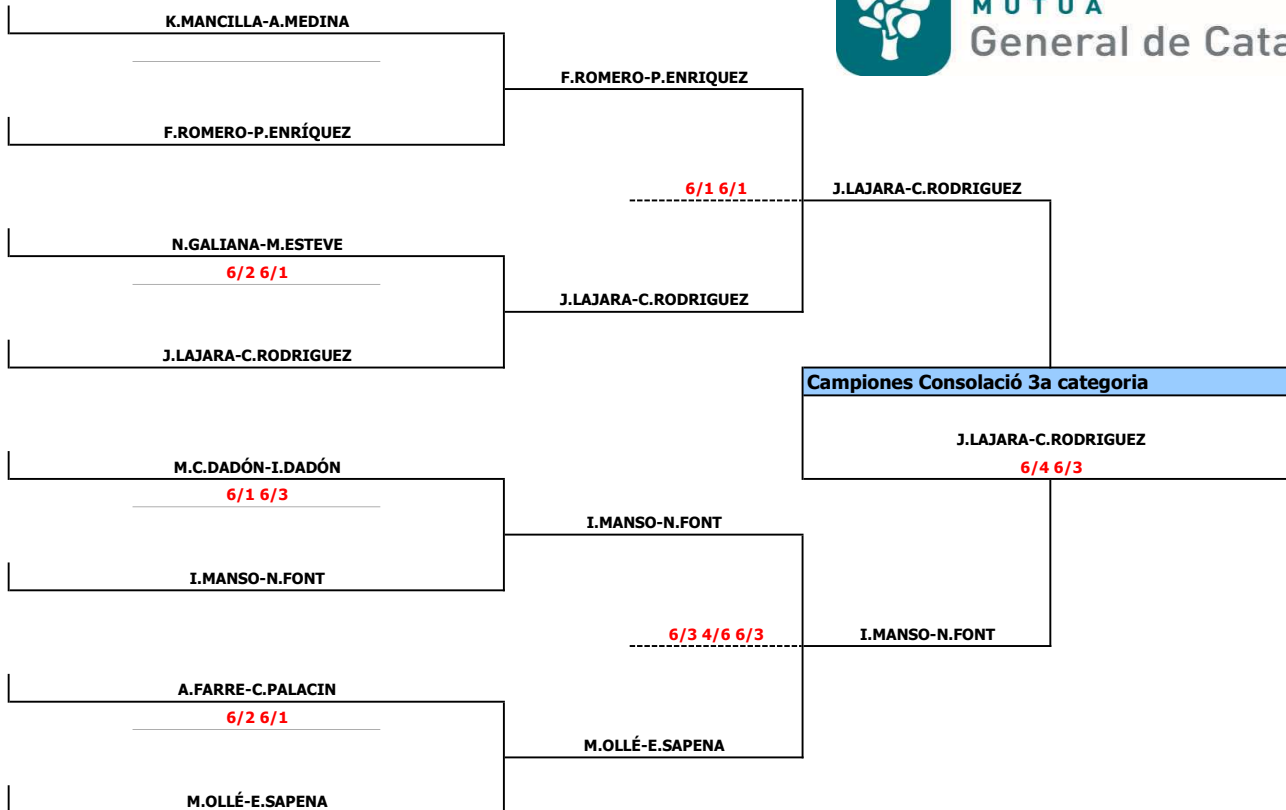 MUTUA
General de Cata
K.MANCILLA-A.MEDINA
F.ROMERO-P.ENRIQUEZ
F.ROMERO-P.ENRÍQUEZ
6/1 6/1
J.LAJARA-C.RODRIGUEZ
N.GALIANA-M.ESTEVE
6/2 6/1
J.LAJARA-C.RODRIGUEZ
J.LAJARA-C.RODRIGUEZ
Campiones Consolació 3a categoria
J.LAJARA-C.RODRIGUEZ
6/4 6/3
M.C.DADÓN-I.DADÓN
6/1 6/3
I.MANSO-N.FONT
I.MANSO-N.FONT
6/3 4/6 6/3
I.MANSO-N.FONT
A.FARRE-C.PALACIN
6/2 6/1
M.OLLÉ-E.SAPENA
M.OLLÉ-E.SAPENA